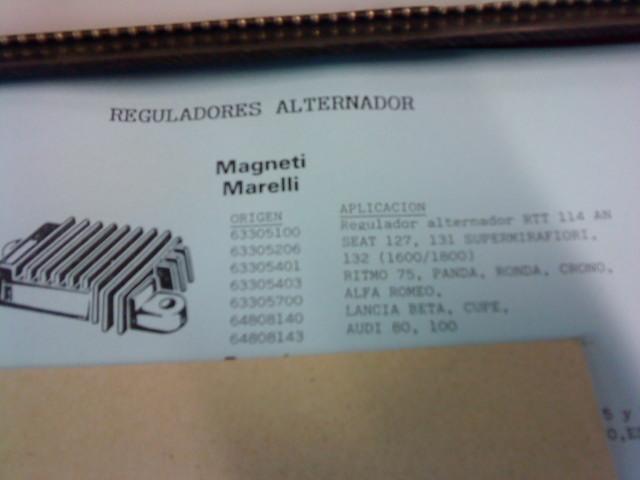 REGULADORES ALTERNADOR
Magneti
Marelli
ORIGEN
63305100
63305206
63305401
63305403
63305700
64808140
64808143
APLICACION
Regulador alternador RTT 114 AN
SEAT 127, 131 SUPERMIRAFIORI,
132 (1600/1800)
RITMO 75, PANDA, RONDA, CRONO,
ALFA ROMEO,
LANCIA BETA, CUPE,
AUDI 80, 100
5 y